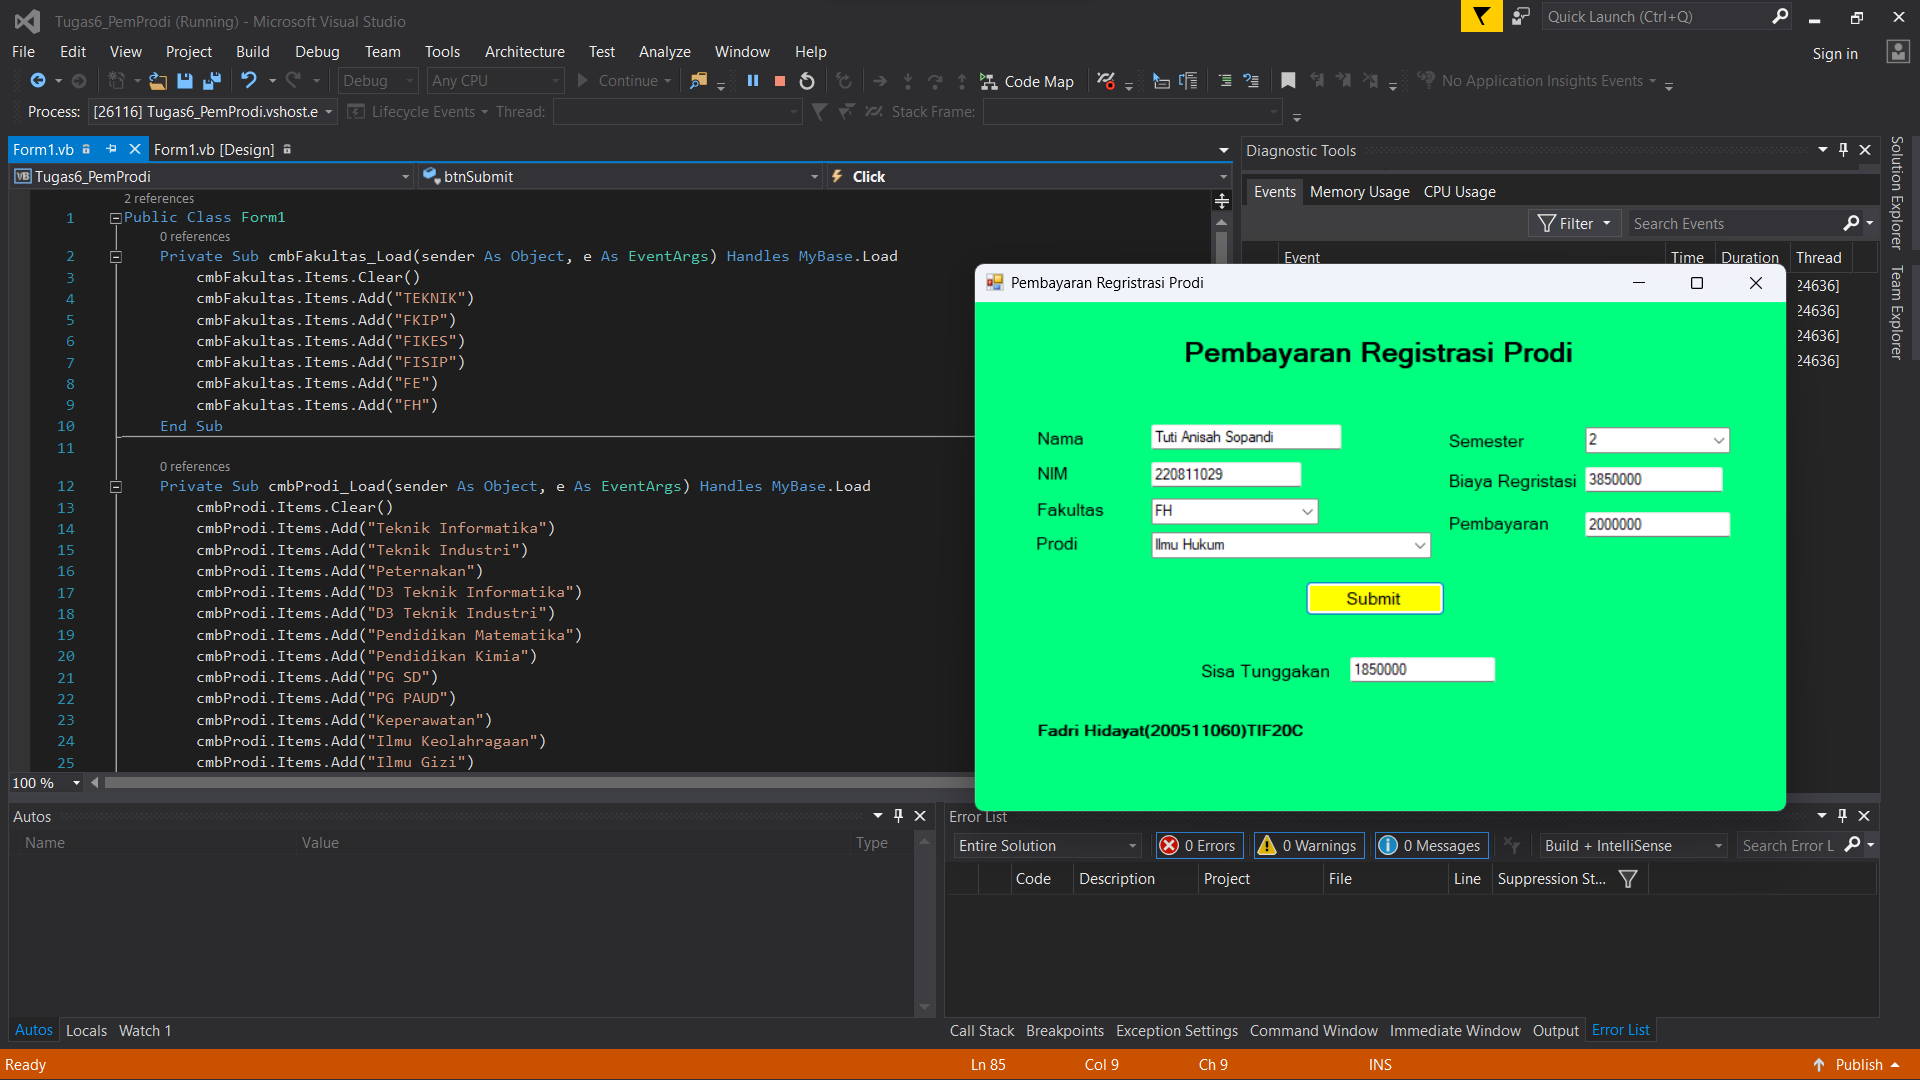 Tugas6_PemProdi (Running) - Microsoft Visual Studio
Quick Launch (Ctrl+Q)
File Edit View Project Build Debug Team Tools Architecture Test Analyze Window Help
Sign in
Debug Any CPU Continue Code Map No Application Insights Events
Process: [26116] Tugas6_PemProdi.vshost.e Lifecycle Events Thread: Stack Frame:
Form1.vb Form1.vb [Design]
Tugas6_PemProdi btnSubmit Click
2 references
1 Public Class Form1
0 references
2 Private Sub cmbFakultas_Load(sender As Object, e As EventArgs) Handles MyBase.Load
3 cmbFakultas.Items.Clear()
4 cmbFakultas.Items.Add("TEKNIK")
5 cmbFakultas.Items.Add("FKIP")
6 cmbFakultas.Items.Add("FIKES")
7 cmbFakultas.Items.Add("FISIP")
8 cmbFakultas.Items.Add("FE")
9 cmbFakultas.Items.Add("FH")
10 End Sub
11
0 references
12 Private Sub cmbProdi_Load(sender As Object, e As EventArgs) Handles MyBase.Load
13 cmbProdi.Items.Clear()
14 cmbProdi.Items.Add("Teknik Informatika")
15 cmbProdi.Items.Add("Teknik Industri")
16 cmbProdi.Items.Add("Peternakan")
17 cmbProdi.Items.Add("D3 Teknik Informatika")
18 cmbProdi.Items.Add("D3 Teknik Industri")
19 cmbProdi.Items.Add("Pendidikan Matematika")
20 cmbProdi.Items.Add("Pendidikan Kimia")
21 cmbProdi.Items.Add("PG SD")
22 cmbProdi.Items.Add("PG PAUD")
23 cmbProdi.Items.Add("Keperawatan")
24 cmbProdi.Items.Add("Ilmu Keolahragaan")
25 cmbProdi.Items.Add("Ilmu Gizi")
100 %
Diagnostic Tools
Events Memory Usage CPU Usage
Filter Search Events
Event Time Duration Thread
24636]
24636]
24636]
24636]
Solution Explorer
Team Explorer
Pembayaran Regristrasi Prodi
Pembayaran Registrasi Prodi
Nama Tuti Anisah Sopandi
NIM 220811029
Fakultas FH
Prodi Ilmu Hukum
Semester 2
Biaya Regristasi 3850000
Pembayaran 2000000
Submit
Sisa Tunggakan 1850000
Fadri Hidayat(200511060)TIF20C
Autos
Name Value Type
Autos Locals Watch 1
Error List
Entire Solution 0 Errors 0 Warnings 0 Messages Build + IntelliSense Search Error L
Code Description Project File Line Suppression St...
Call Stack Breakpoints Exception Settings Command Window Immediate Window Output Error List
Ready Ln 85 Col 9 Ch 9 INS Publish